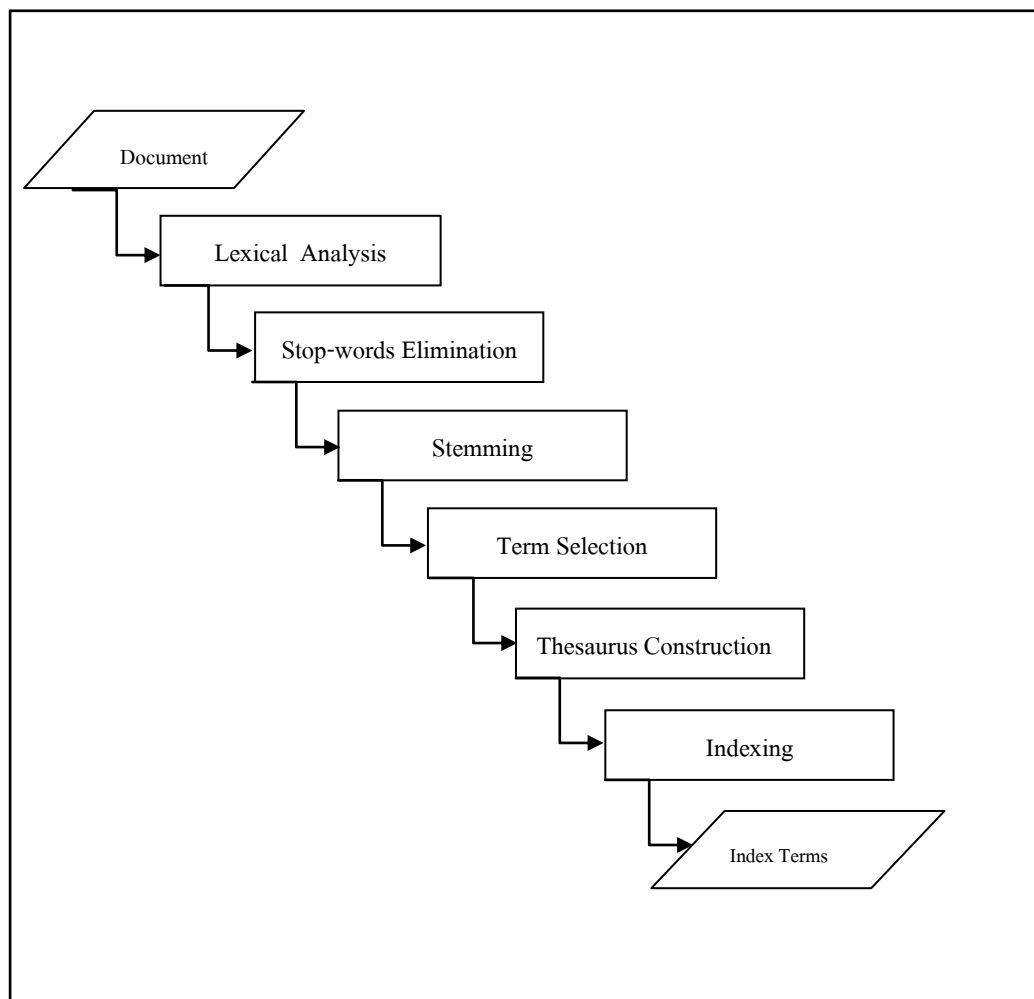 Document
Lexical Analysis
Stop-words Elimination
Stemming
Term Selection
Thesaurus Construction
Indexing
Index Terms